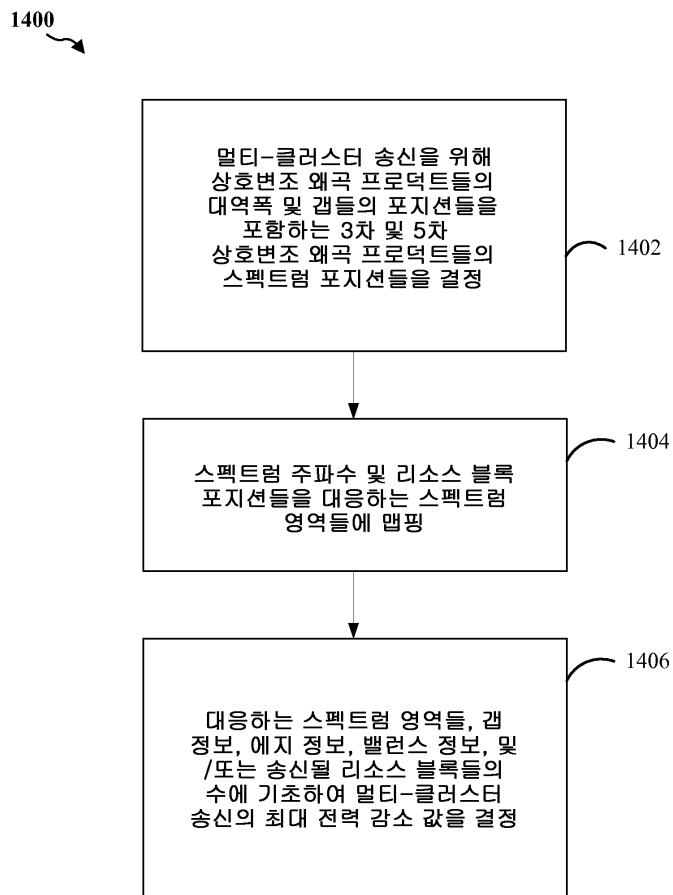 1400
멀티-클러스터 송신을 위해
상호변조 왜곡 프로덕트들의
대역폭 및 갭들의 포지션들을
포함하는 3차 및 5차
상호변조 왜곡 프로덕트들의
스펙트럼 포지션들을 결정
1402
스펙트럼 주파수 및 리소스 블록
포지션들을 대응하는 스펙트럼
영역들에 맵핑
1404
대응하는 스펙트럼 영역들, 갭
정보, 에지 정보, 밸런스 정보, 및
/또는 송신될 리소스 블록들의
수에 기초하여 멀티-클러스터
송신의 최대 전력 감소 값을 결정
1406